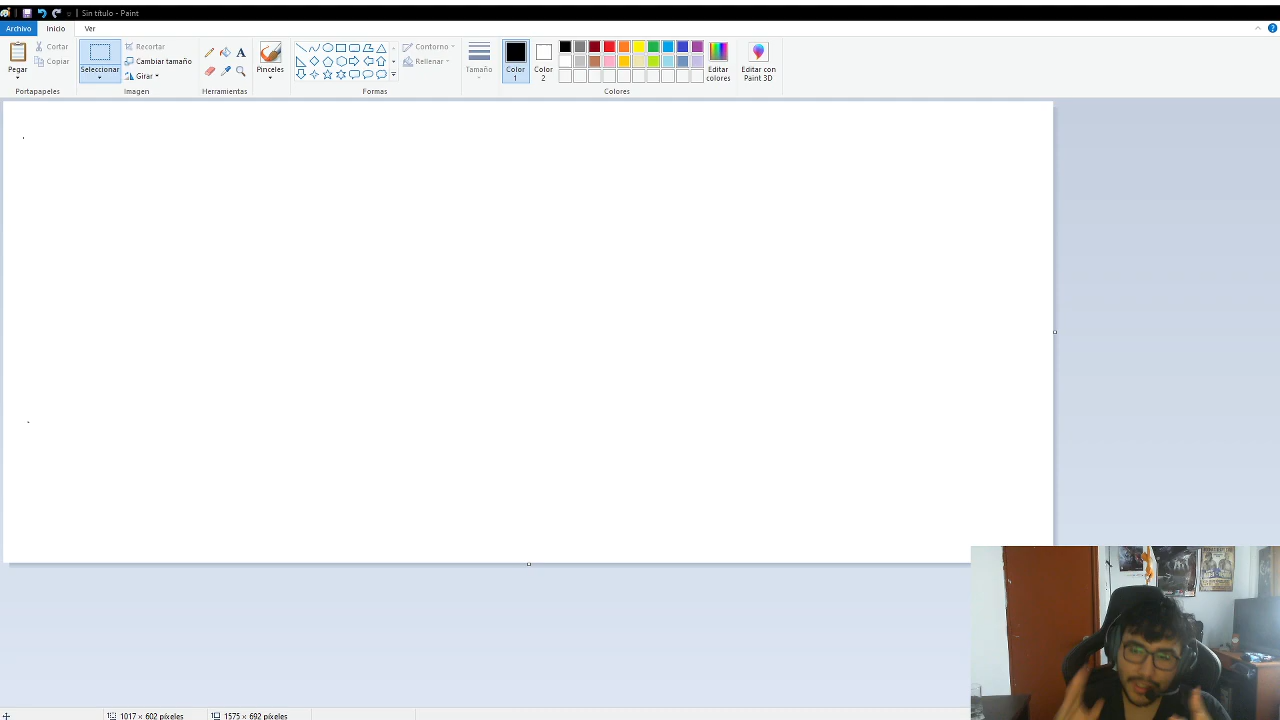 Sin título - Paint
Archivo Inicio Ver
Pegar
Cortar
Copiar
Portapapeles
Seleccionar
Recortar
Cambiar tamaño
Girar
Imagen
A
Herramientas
Pinceles
Contorno
Rellenar
Formas
Tamaño
Color 1
Color 2
Editar colores
Editar con Paint 3D
Colores
1017 × 602 píxeles
1575 × 692 píxeles